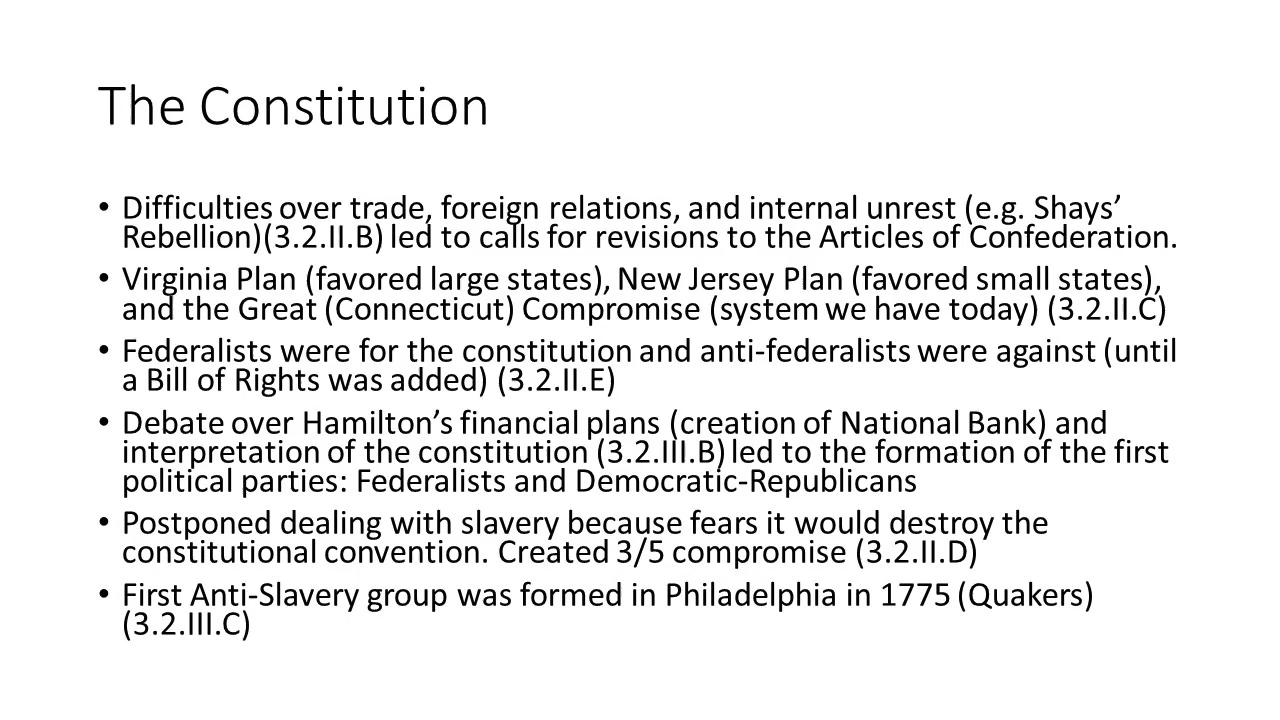 The Constitution
• Difficulties over trade, foreign relations, and internal unrest (e.g. Shays’
Rebellion)(3.2.II.B) led to calls for revisions to the Articles of Confederation.
• Virginia Plan (favored large states), New Jersey Plan (favored small states),
and the Great (Connecticut) Compromise (system we have today) (3.2.II.C)
• Federalists were for the constitution and anti-federalists were against (until
a Bill of Rights was added) (3.2.II.E)
• Debate over Hamilton’s financial plans (creation of National Bank) and
interpretation of the constitution (3.2.III.B) led to the formation of the first
political parties: Federalists and Democratic-Republicans
• Postponed dealing with slavery because fears it would destroy the
constitutional convention. Created 3/5 compromise (3.2.II.D)
• First Anti-Slavery group was formed in Philadelphia in 1775 (Quakers)
(3.2.III.C)